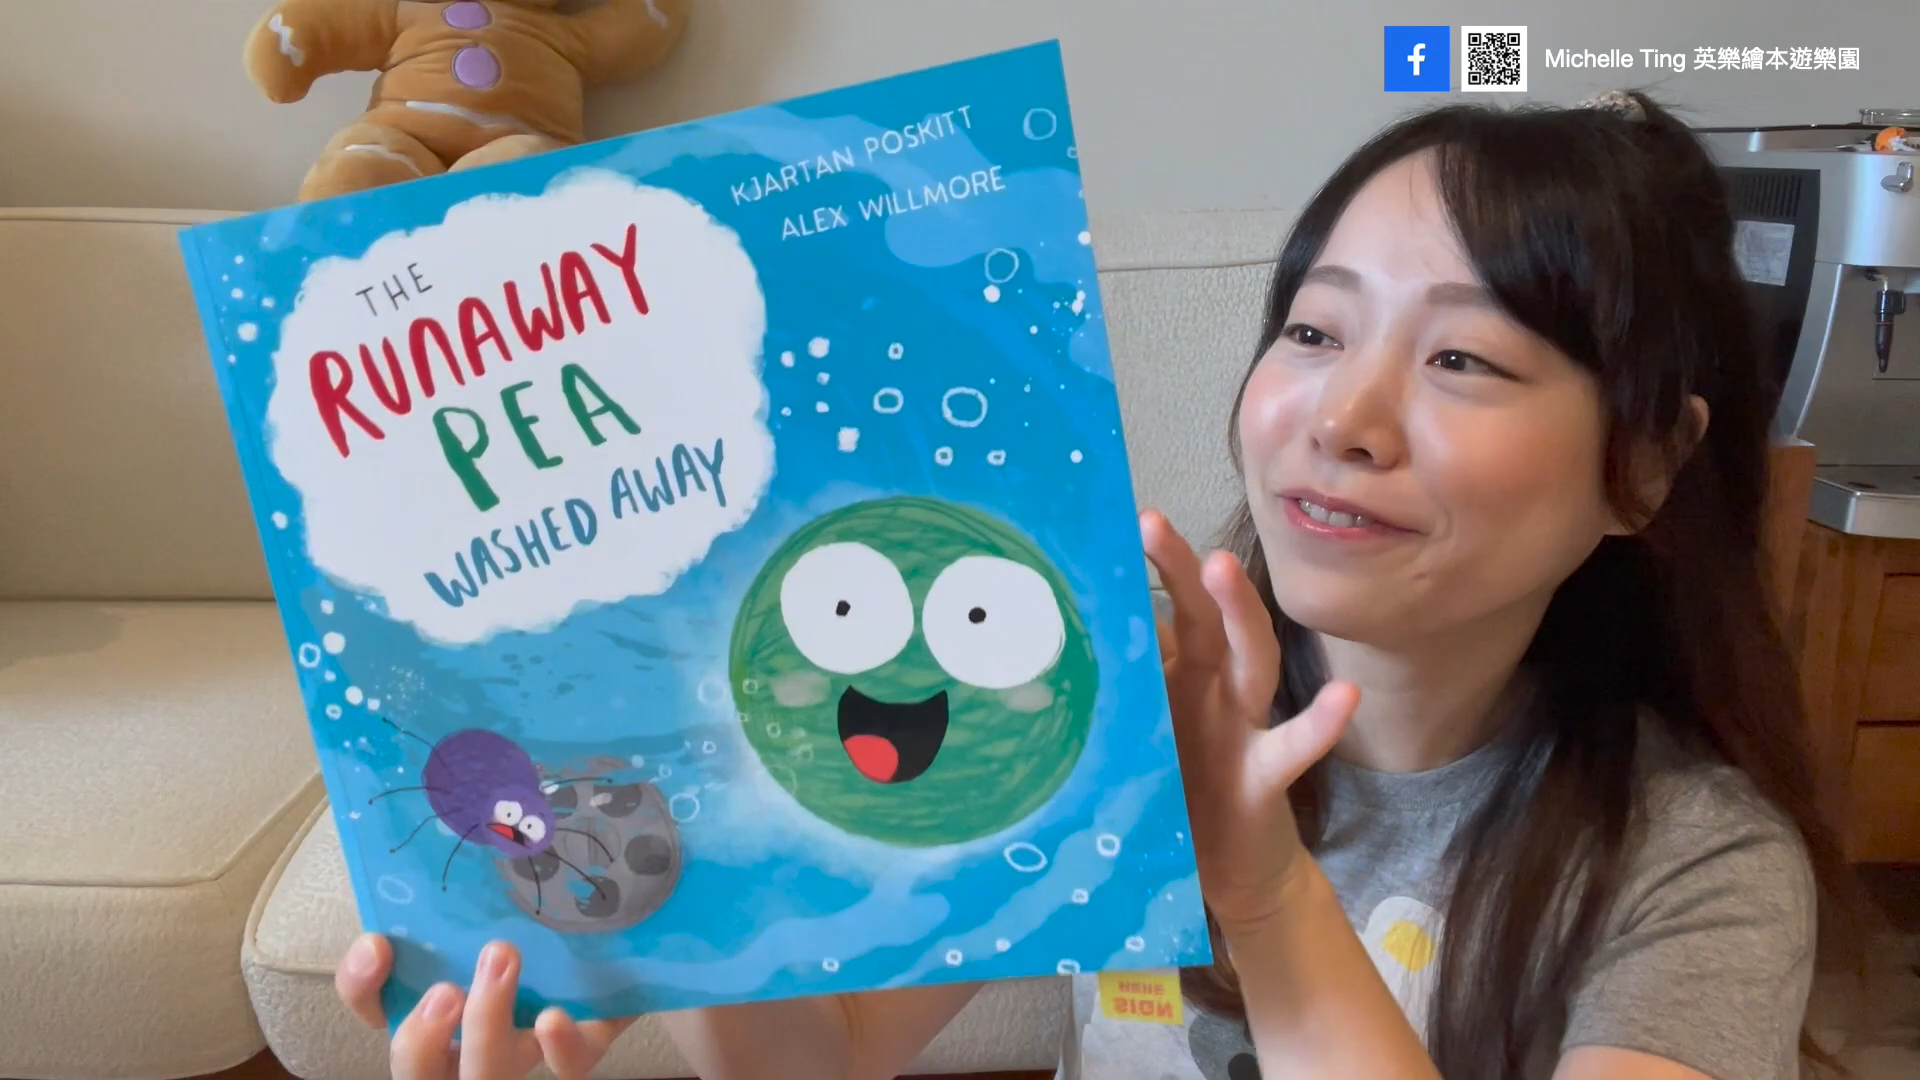 Michelle Ting 英樂繪本遊樂園
KJARTAN POSKITT
ALEX WILLMORE
THE
RUNAWAY
PEA
WASHED AWAY